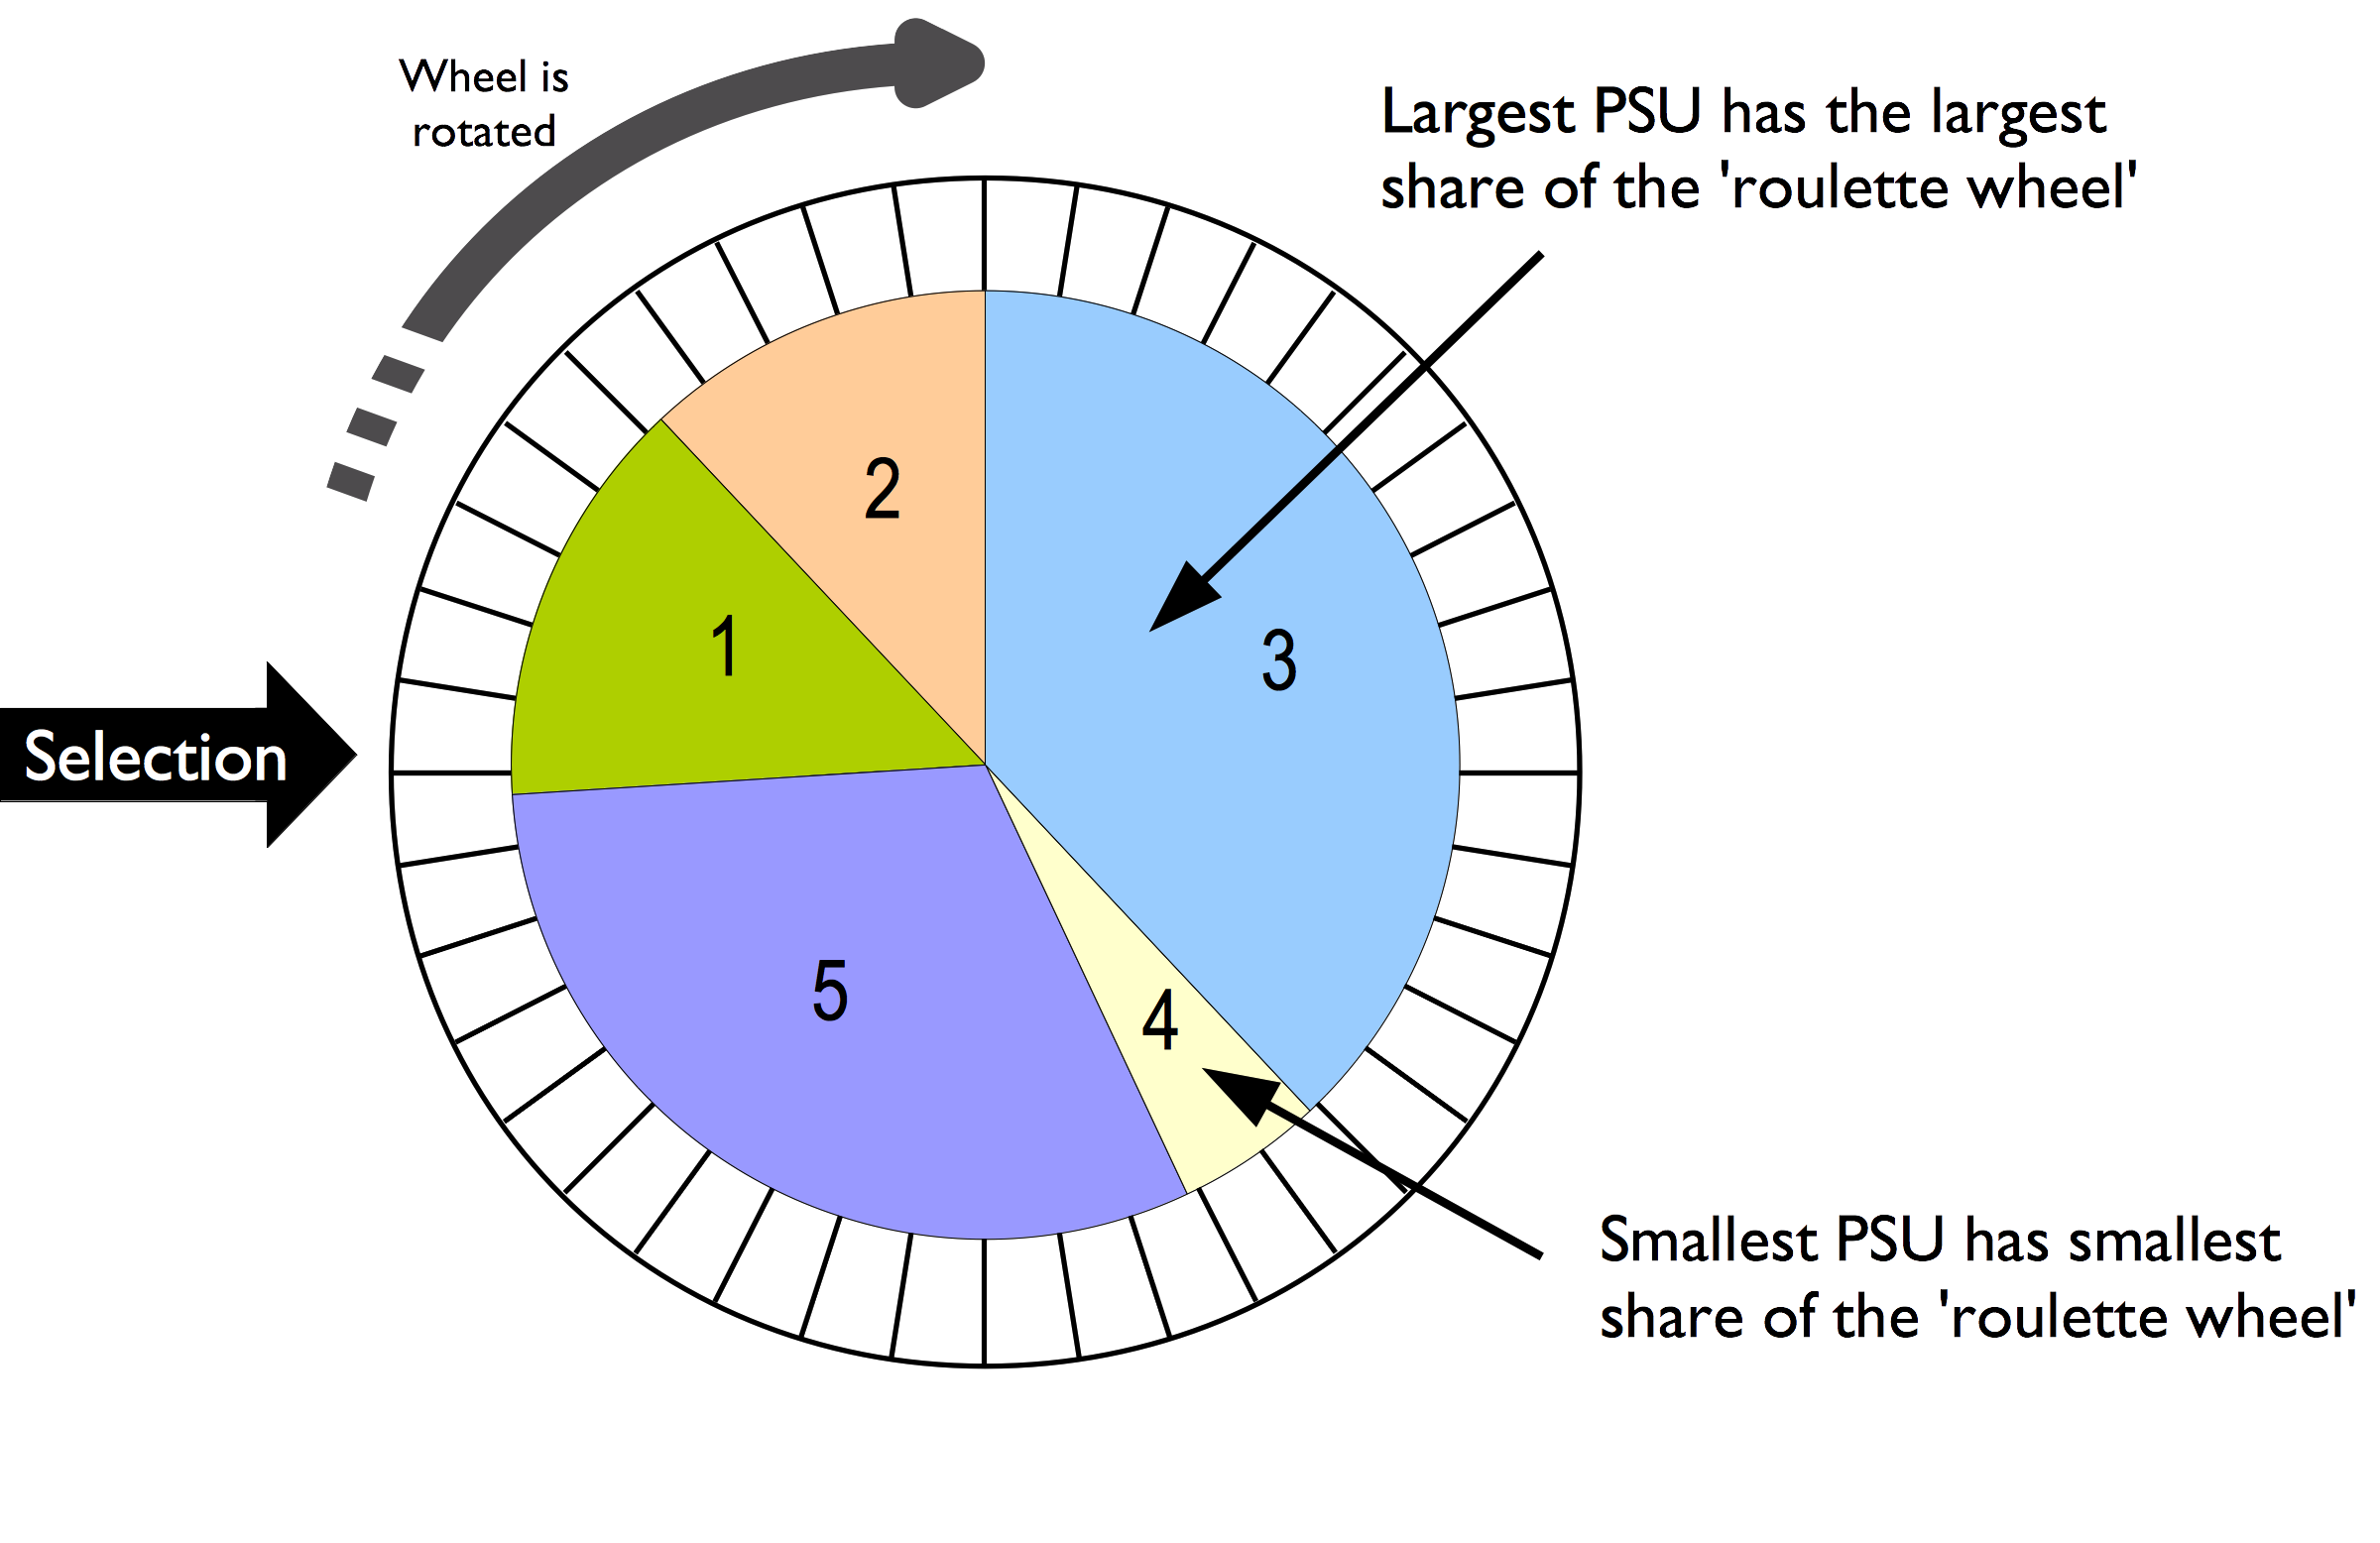 Wheel is
rotated
Largest PSU has the largest
share of the 'roulette wheel'
2
1
3
Selection
5
4
Smallest PSU has smallest
share of the 'roulette wheel'